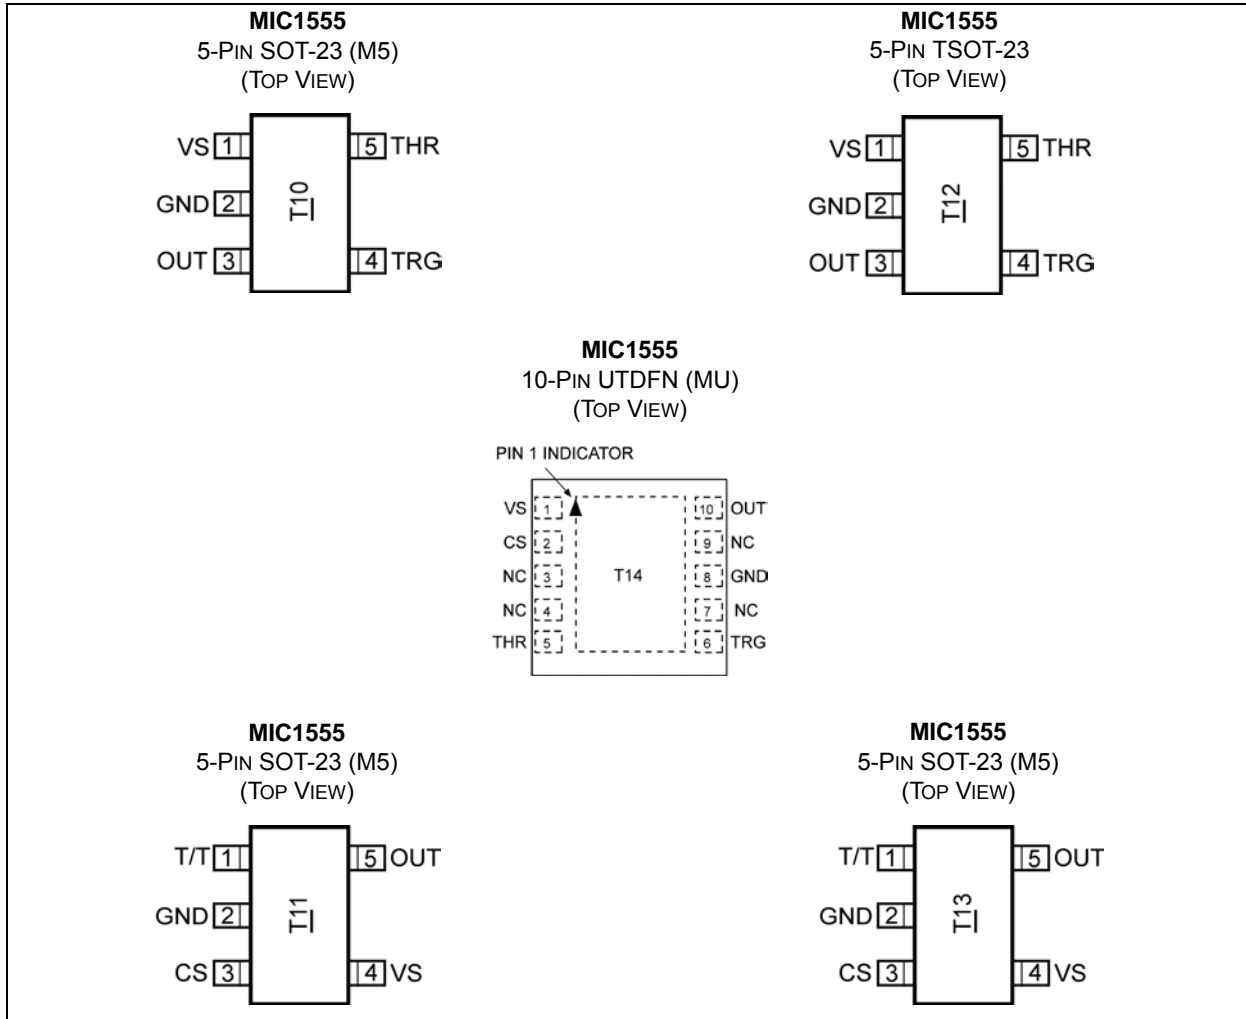 MIC1555
5-PIN SOT-23 (M5)
(TOP VIEW)
VS 1
5 THR
GND 2
T10
OUT 3
4 TRG
MIC1555
5-PIN TSOT-23
(TOP VIEW)
VS 1
5 THR
GND 2
T12
OUT 3
4 TRG
MIC1555
10-PIN UTDFN (MU)
(TOP VIEW)
PIN 1 INDICATOR
VS 1
10 OUT
CS 2
9 NC
NC 3
T14
8 GND
NC 4
7 NC
THR 5
6 TRG
MIC1555
5-PIN SOT-23 (M5)
(TOP VIEW)
T/T 1
5 OUT
GND 2
T11
CS 3
4 VS
MIC1555
5-PIN SOT-23 (M5)
(TOP VIEW)
T/T 1
5 OUT
GND 2
T13
CS 3
4 VS